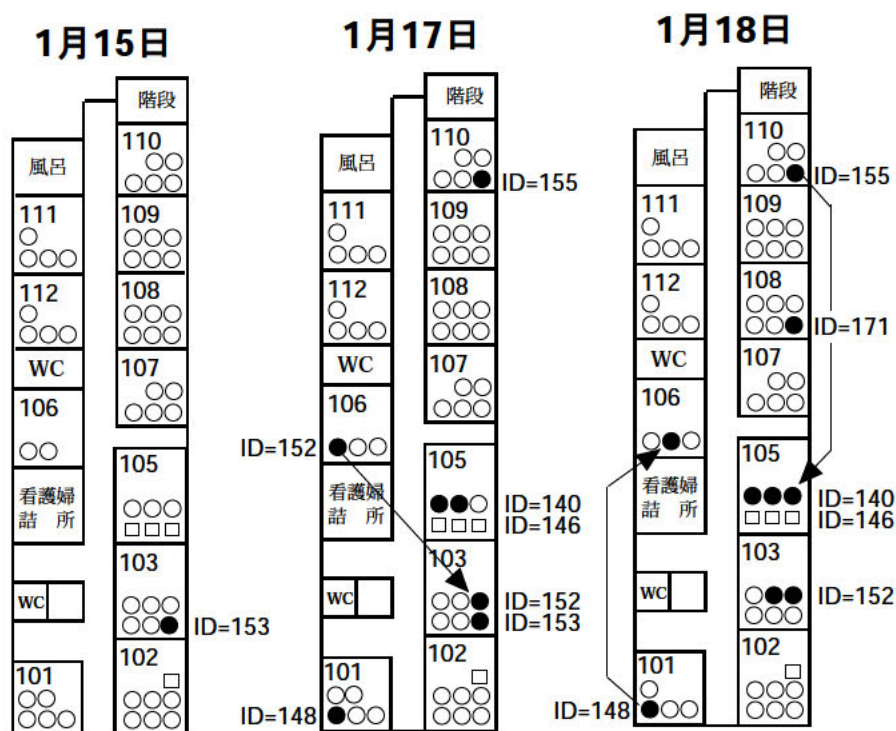 1月15日
階段
110
風呂
111
109
112
108
WC
107
106
105
看護婦
詰 所
103
ID=153
WC
101
102
1月17日
階段
110
ID=155
風呂
111
109
112
108
WC
107
106
ID=152
105
看護婦
詰 所
ID=140
ID=146
103
WC
ID=152
ID=153
101
102
ID=148
1月18日
階段
110
ID=155
風呂
111
109
112
108
ID=171
WC
107
106
105
看護婦
詰 所
ID=140
ID=146
103
WC
ID=152
101
102
ID=148